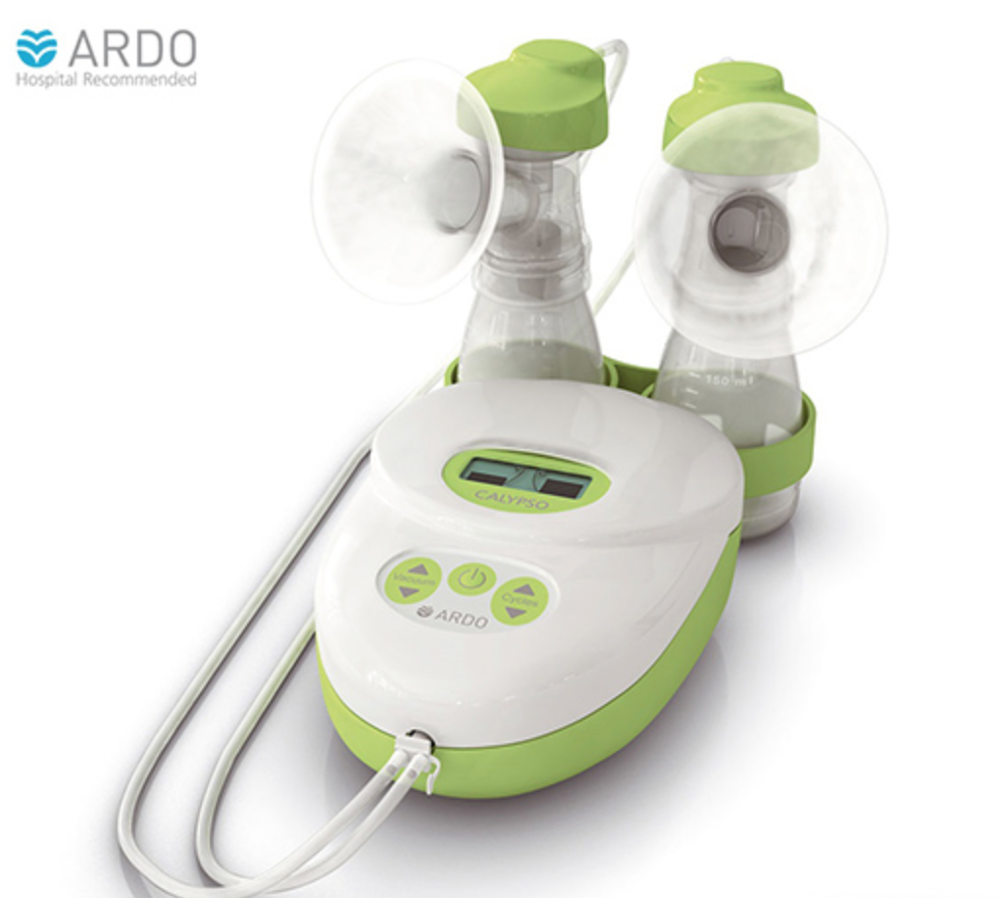 ARDO
Hospital Recommended
150 ml
CALYPSO
Vacuum
Cycles
ARDO